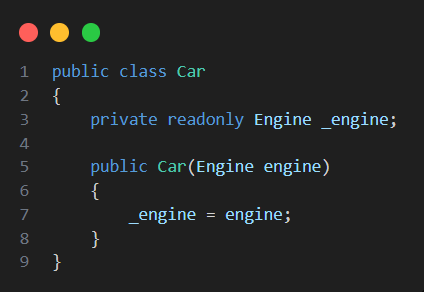 1 public class Car
2 {
3     private readonly Engine _engine;
4
5     public Car(Engine engine)
6     {
7         _engine = engine;
8     }
9 }